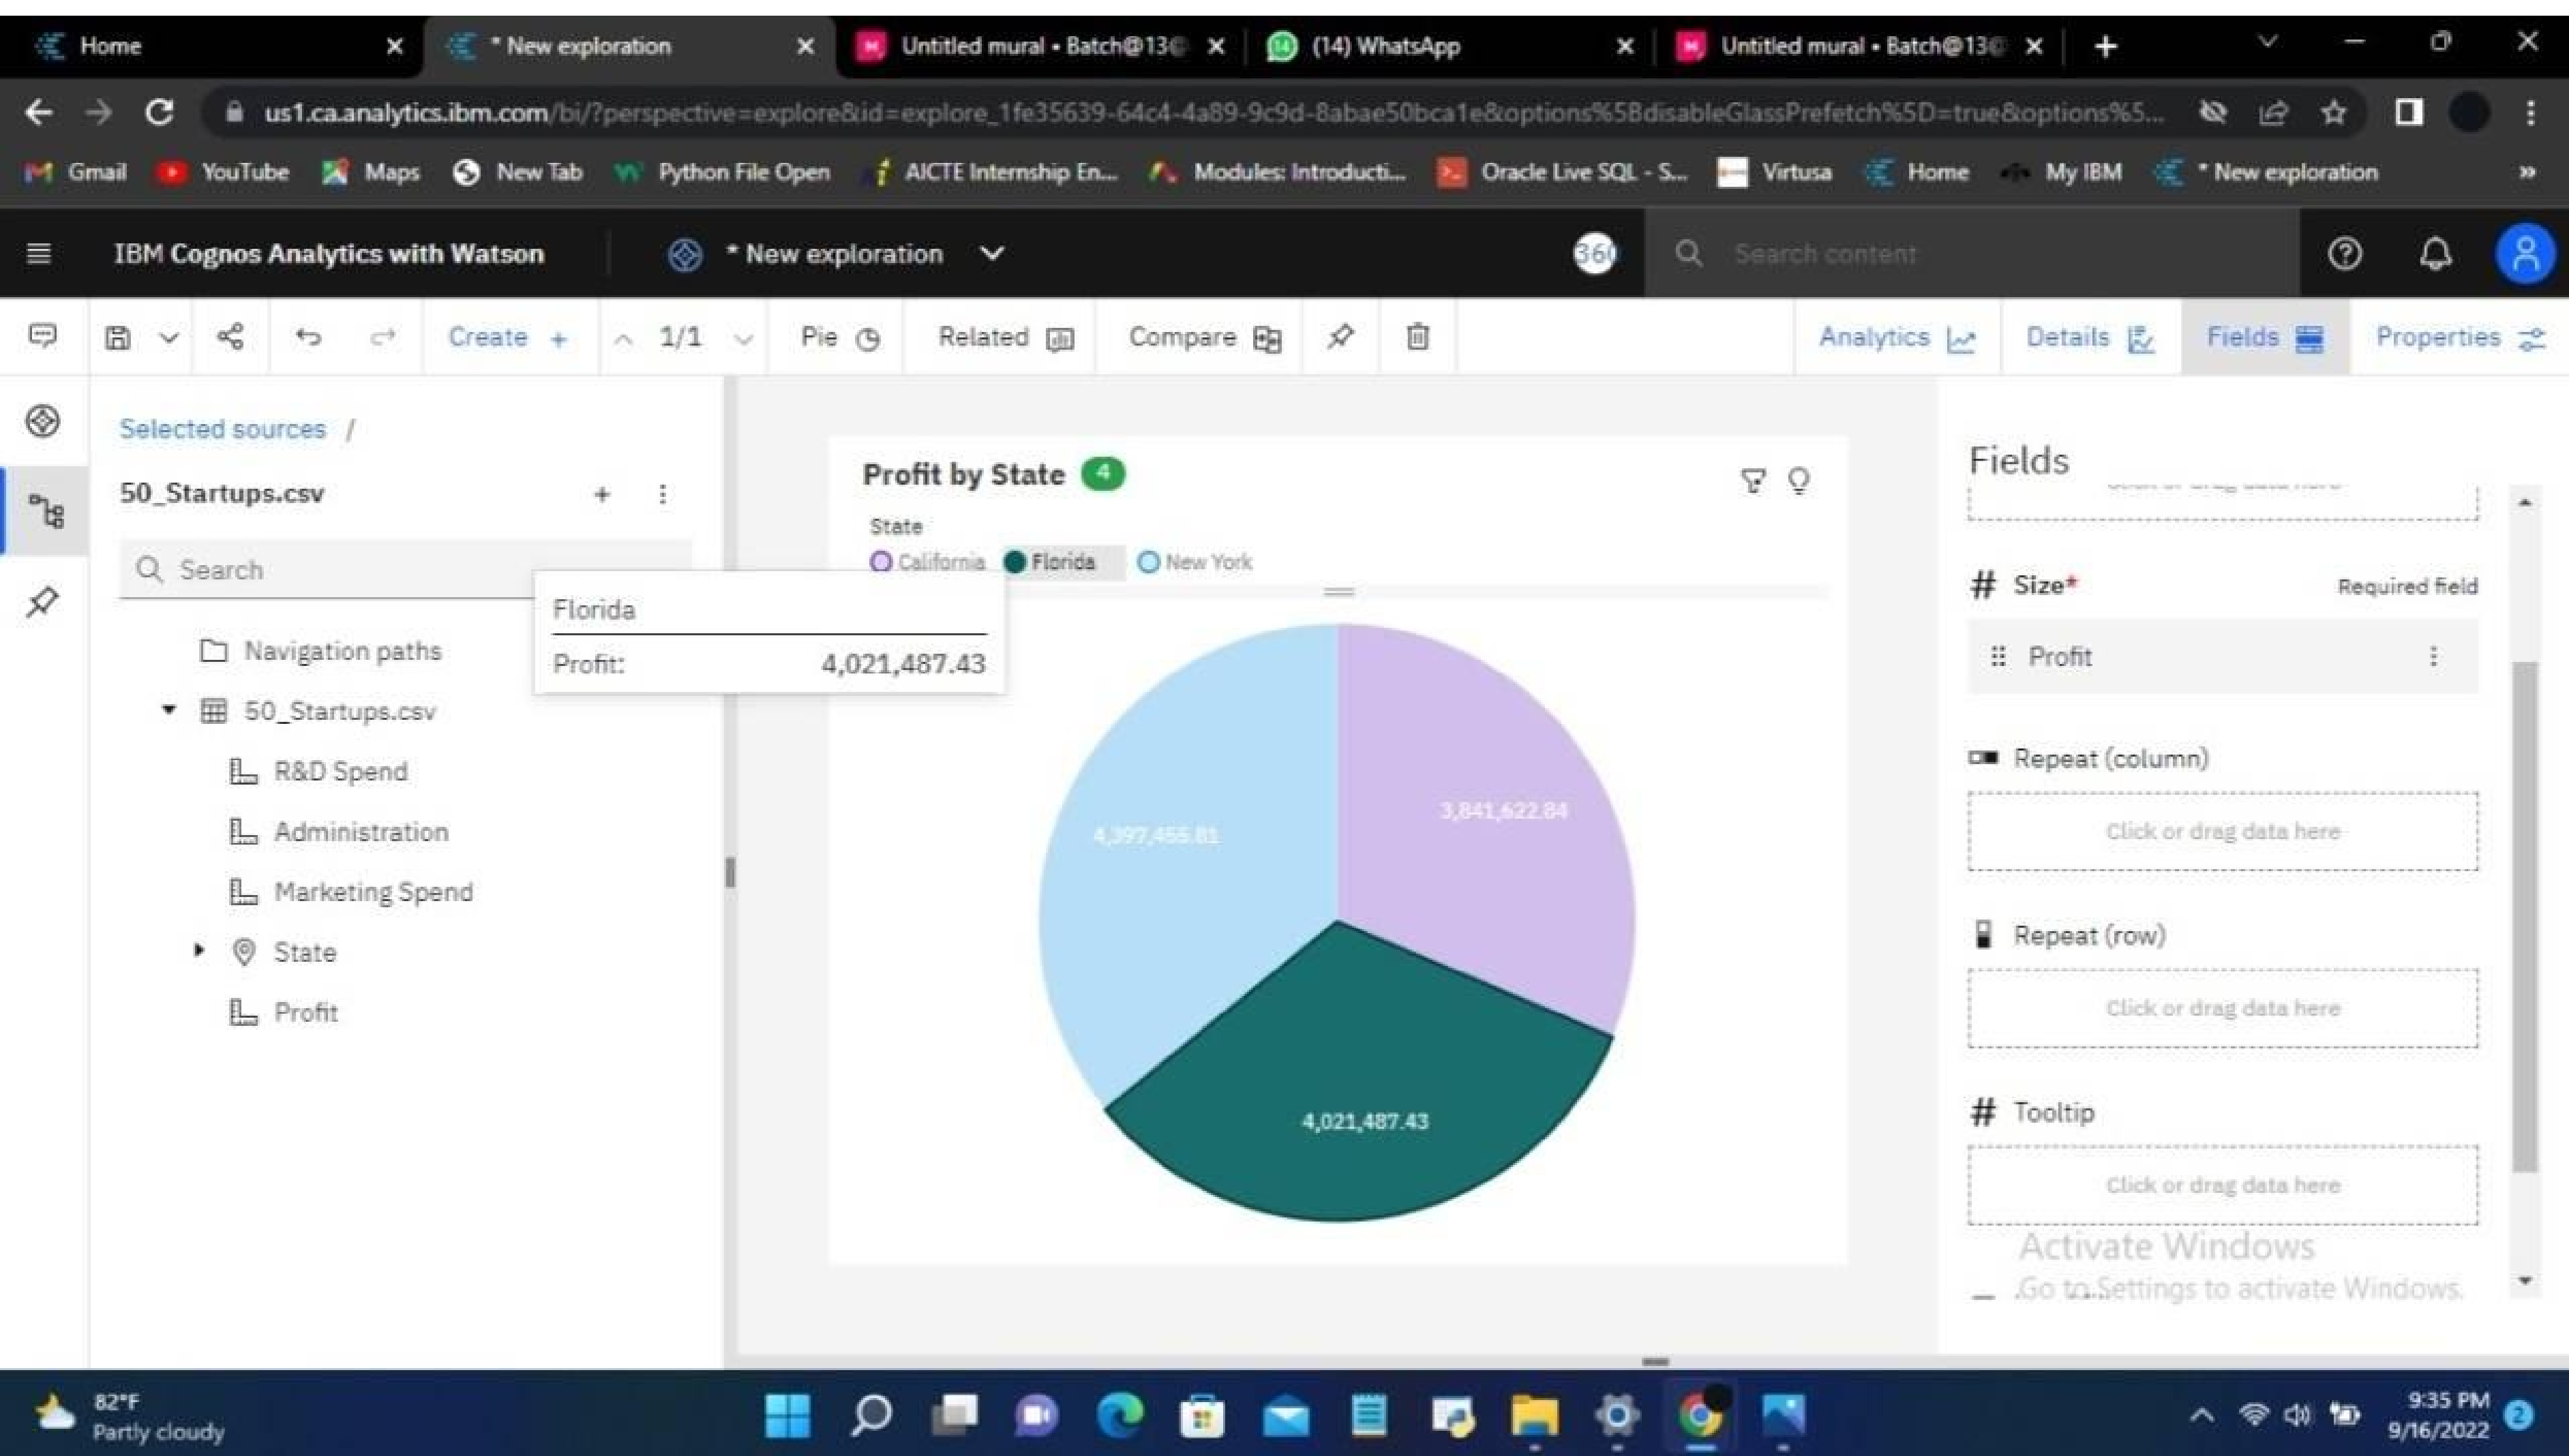 Home
* New exploration
Untitled mural • Batch@13
(14) WhatsApp
Untitled mural • Batch@13
us1.ca.analytics.ibm.com/bi/?perspective=explore&id=explore_1fe35639-64c4-4a89-9c9d-8abae50bca1e&options%5BdisableGlassPrefetch%5D=true&options%5...
Gmail YouTube Maps New Tab Python File Open AICTE Internship En... Modules: Introducti... Oracle Live SQL - S... Virtusa Home My IBM * New exploration »
IBM Cognos Analytics with Watson
* New exploration
360
Search content
Create +
1/1
Pie
Related
Compare
Analytics
Details
Fields
Properties
Selected sources /
50_Startups.csv
Search
Navigation paths
50_Startups.csv
R&D Spend
Administration
Marketing Spend
State
Profit
Profit by State 4
State
California Florida New York
Florida
Profit: 4,021,487.43
3,841,622.84
4,397,455.81
4,021,487.43
Fields
Size* Required field
Profit
Repeat (column)
Click or drag data here
Repeat (row)
Click or drag data here
Tooltip
Click or drag data here
Activate Windows
Go to Settings to activate Windows.
82°F
Partly cloudy
9:35 PM
9/16/2022
2